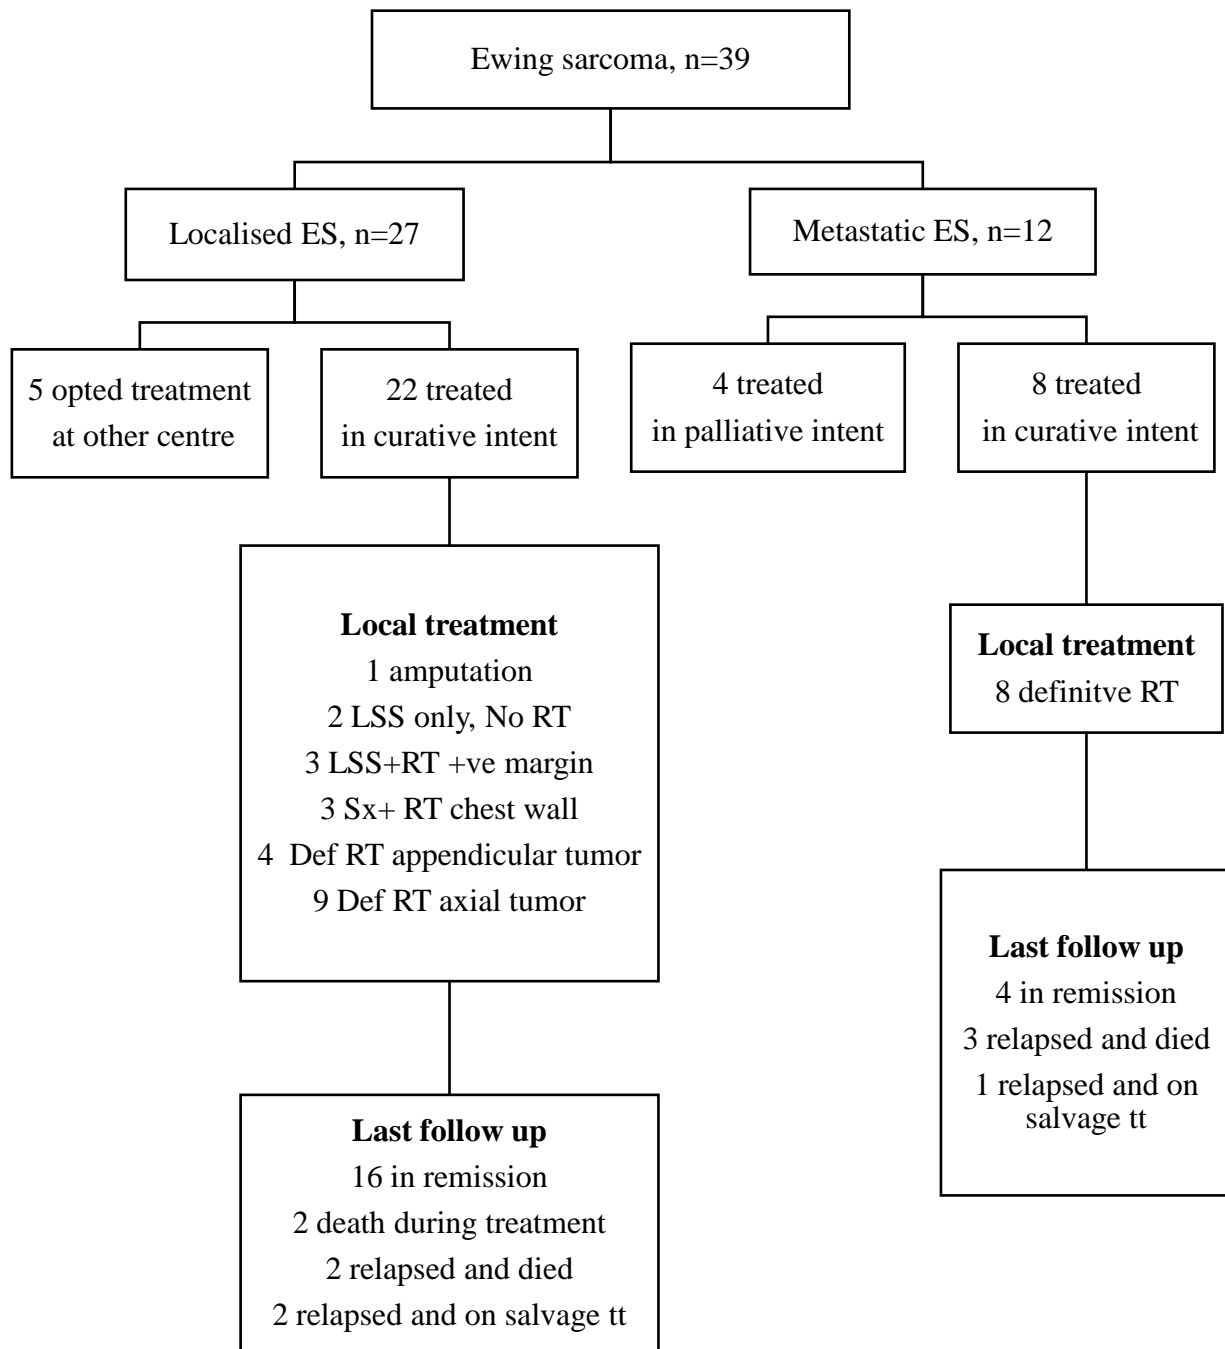 Ewing sarcoma, n=39
Localised ES, n=27
Metastatic ES, n=12
5 opted treatment
at other centre
22 treated
in curative intent
4 treated
in palliative intent
8 treated
in curative intent
Local treatment
1 amputation
2 LSS only, No RT
3 LSS+RT +ve margin
3 Sx+ RT chest wall
4 Def RT appendicular tumor
9 Def RT axial tumor
Local treatment
8 definitve RT
Last follow up
16 in remission
2 death during treatment
2 relapsed and died
2 relapsed and on salvage tt
Last follow up
4 in remission
3 relapsed and died
1 relapsed and on
salvage tt